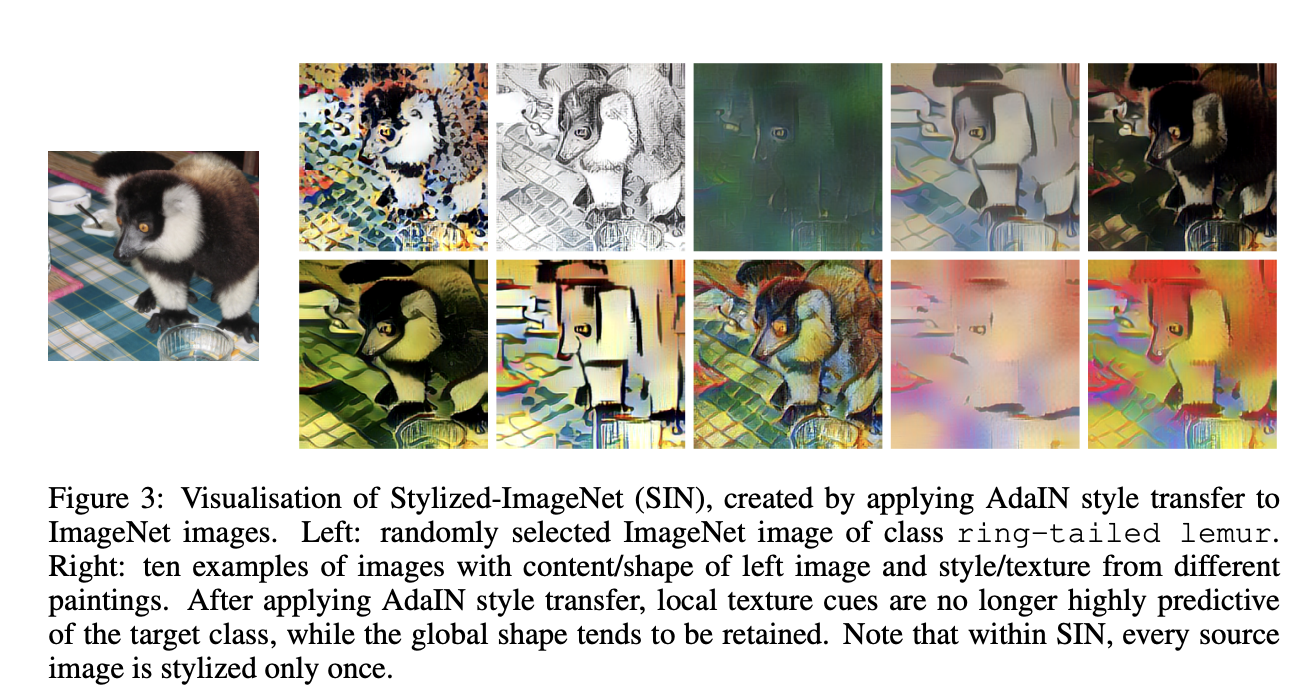 Figure 3: Visualisation of Stylized-ImageNet (SIN), created by applying AdaIN style transfer to
ImageNet images. Left: randomly selected ImageNet image of class ring-tailed lemur.
Right: ten examples of images with content/shape of left image and style/texture from different
paintings. After applying AdaIN style transfer, local texture cues are no longer highly predictive
of the target class, while the global shape tends to be retained. Note that within SIN, every source
image is stylized only once.